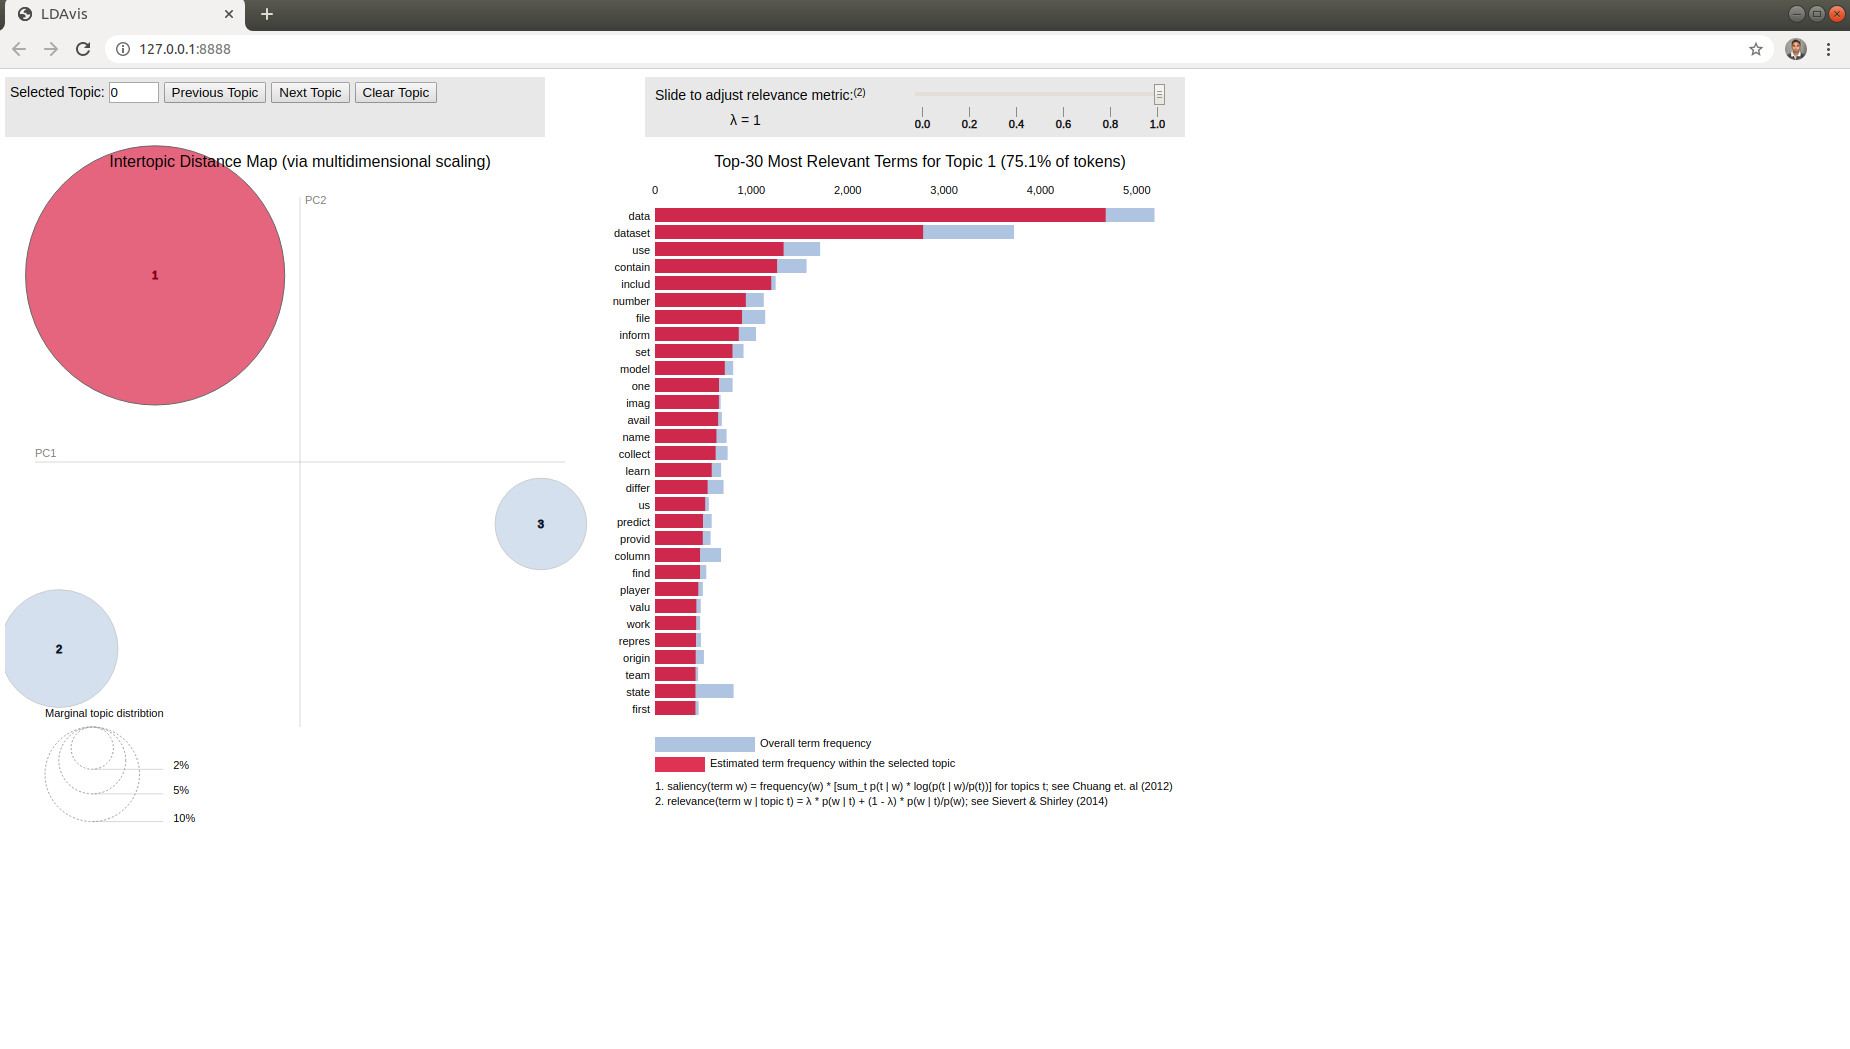 LDAvis
127.0.0.1:8888
Selected Topic: 0 Previous Topic Next Topic Clear Topic
Slide to adjust relevance metric:(2)
λ = 1
0.0 0.2 0.4 0.6 0.8 1.0
Intertopic Distance Map (via multidimensional scaling)
PC2
1
PC1
3
2
Marginal topic distribtion
2%
5%
10%
Top-30 Most Relevant Terms for Topic 1 (75.1% of tokens)
0 1,000 2,000 3,000 4,000 5,000
data
dataset
use
contain
includ
number
file
inform
set
model
one
imag
avail
name
collect
learn
differ
us
predict
provid
column
find
player
valu
work
repres
origin
team
state
first
Overall term frequency
Estimated term frequency within the selected topic
1. saliency(term w) = frequency(w) * [sum_t p(t | w) * log(p(t | w)/p(t))] for topics t; see Chuang et. al (2012)
2. relevance(term w | topic t) = λ * p(w | t) + (1 - λ) * p(w | t)/p(w); see Sievert & Shirley (2014)